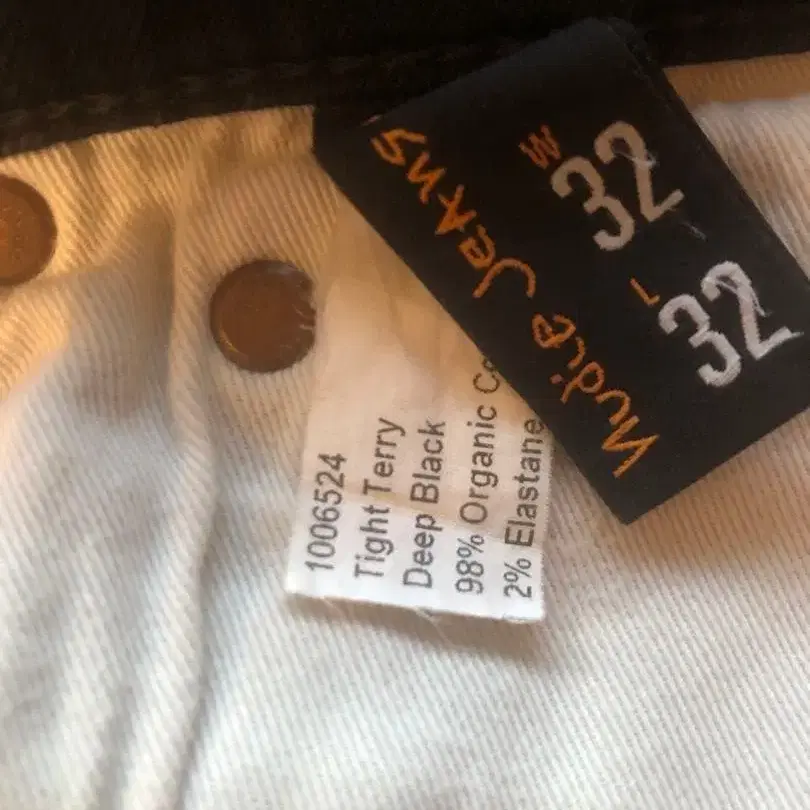 Nudie Jeans
W 32
L 32
1006524
Tight Terry
Deep Black
98% Organic Co
2% Elastane